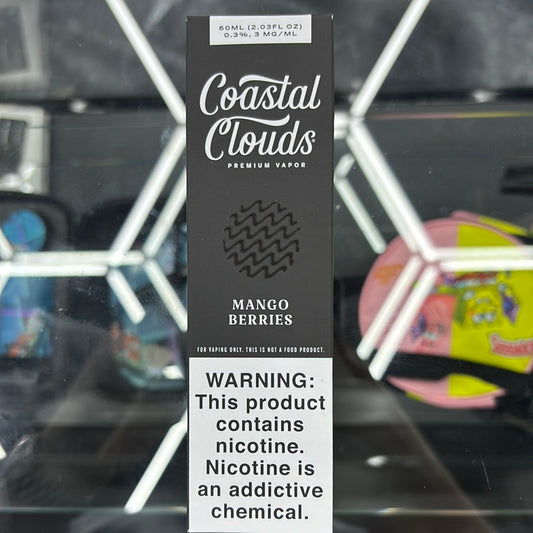 60ML (2.03FL OZ)
0.3%, 3 MG/ML
Coastal
Clouds
PREMIUM VAPOR
MANGO
BERRIES
FOR VAPING ONLY. THIS IS NOT A FOOD PRODUCT.
WARNING:
This product
contains
nicotine.
Nicotine is
an addictive
chemical.